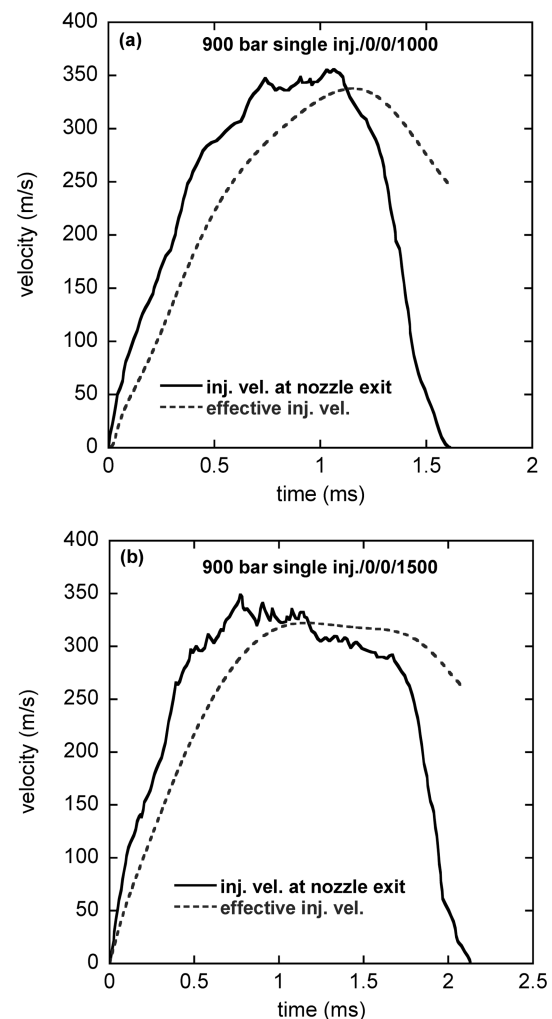 (a)
900 bar single inj./0/0/1000
400
350
300
250
200
150
100
50
0
velocity (m/s)
inj. vel. at nozzle exit
effective inj. vel.
0 0.5 1 1.5 2
time (ms)
(b)
900 bar single inj./0/0/1500
400
350
300
250
200
150
100
50
0
velocity (m/s)
inj. vel. at nozzle exit
effective inj. vel.
0 0.5 1 1.5 2 2.5
time (ms)